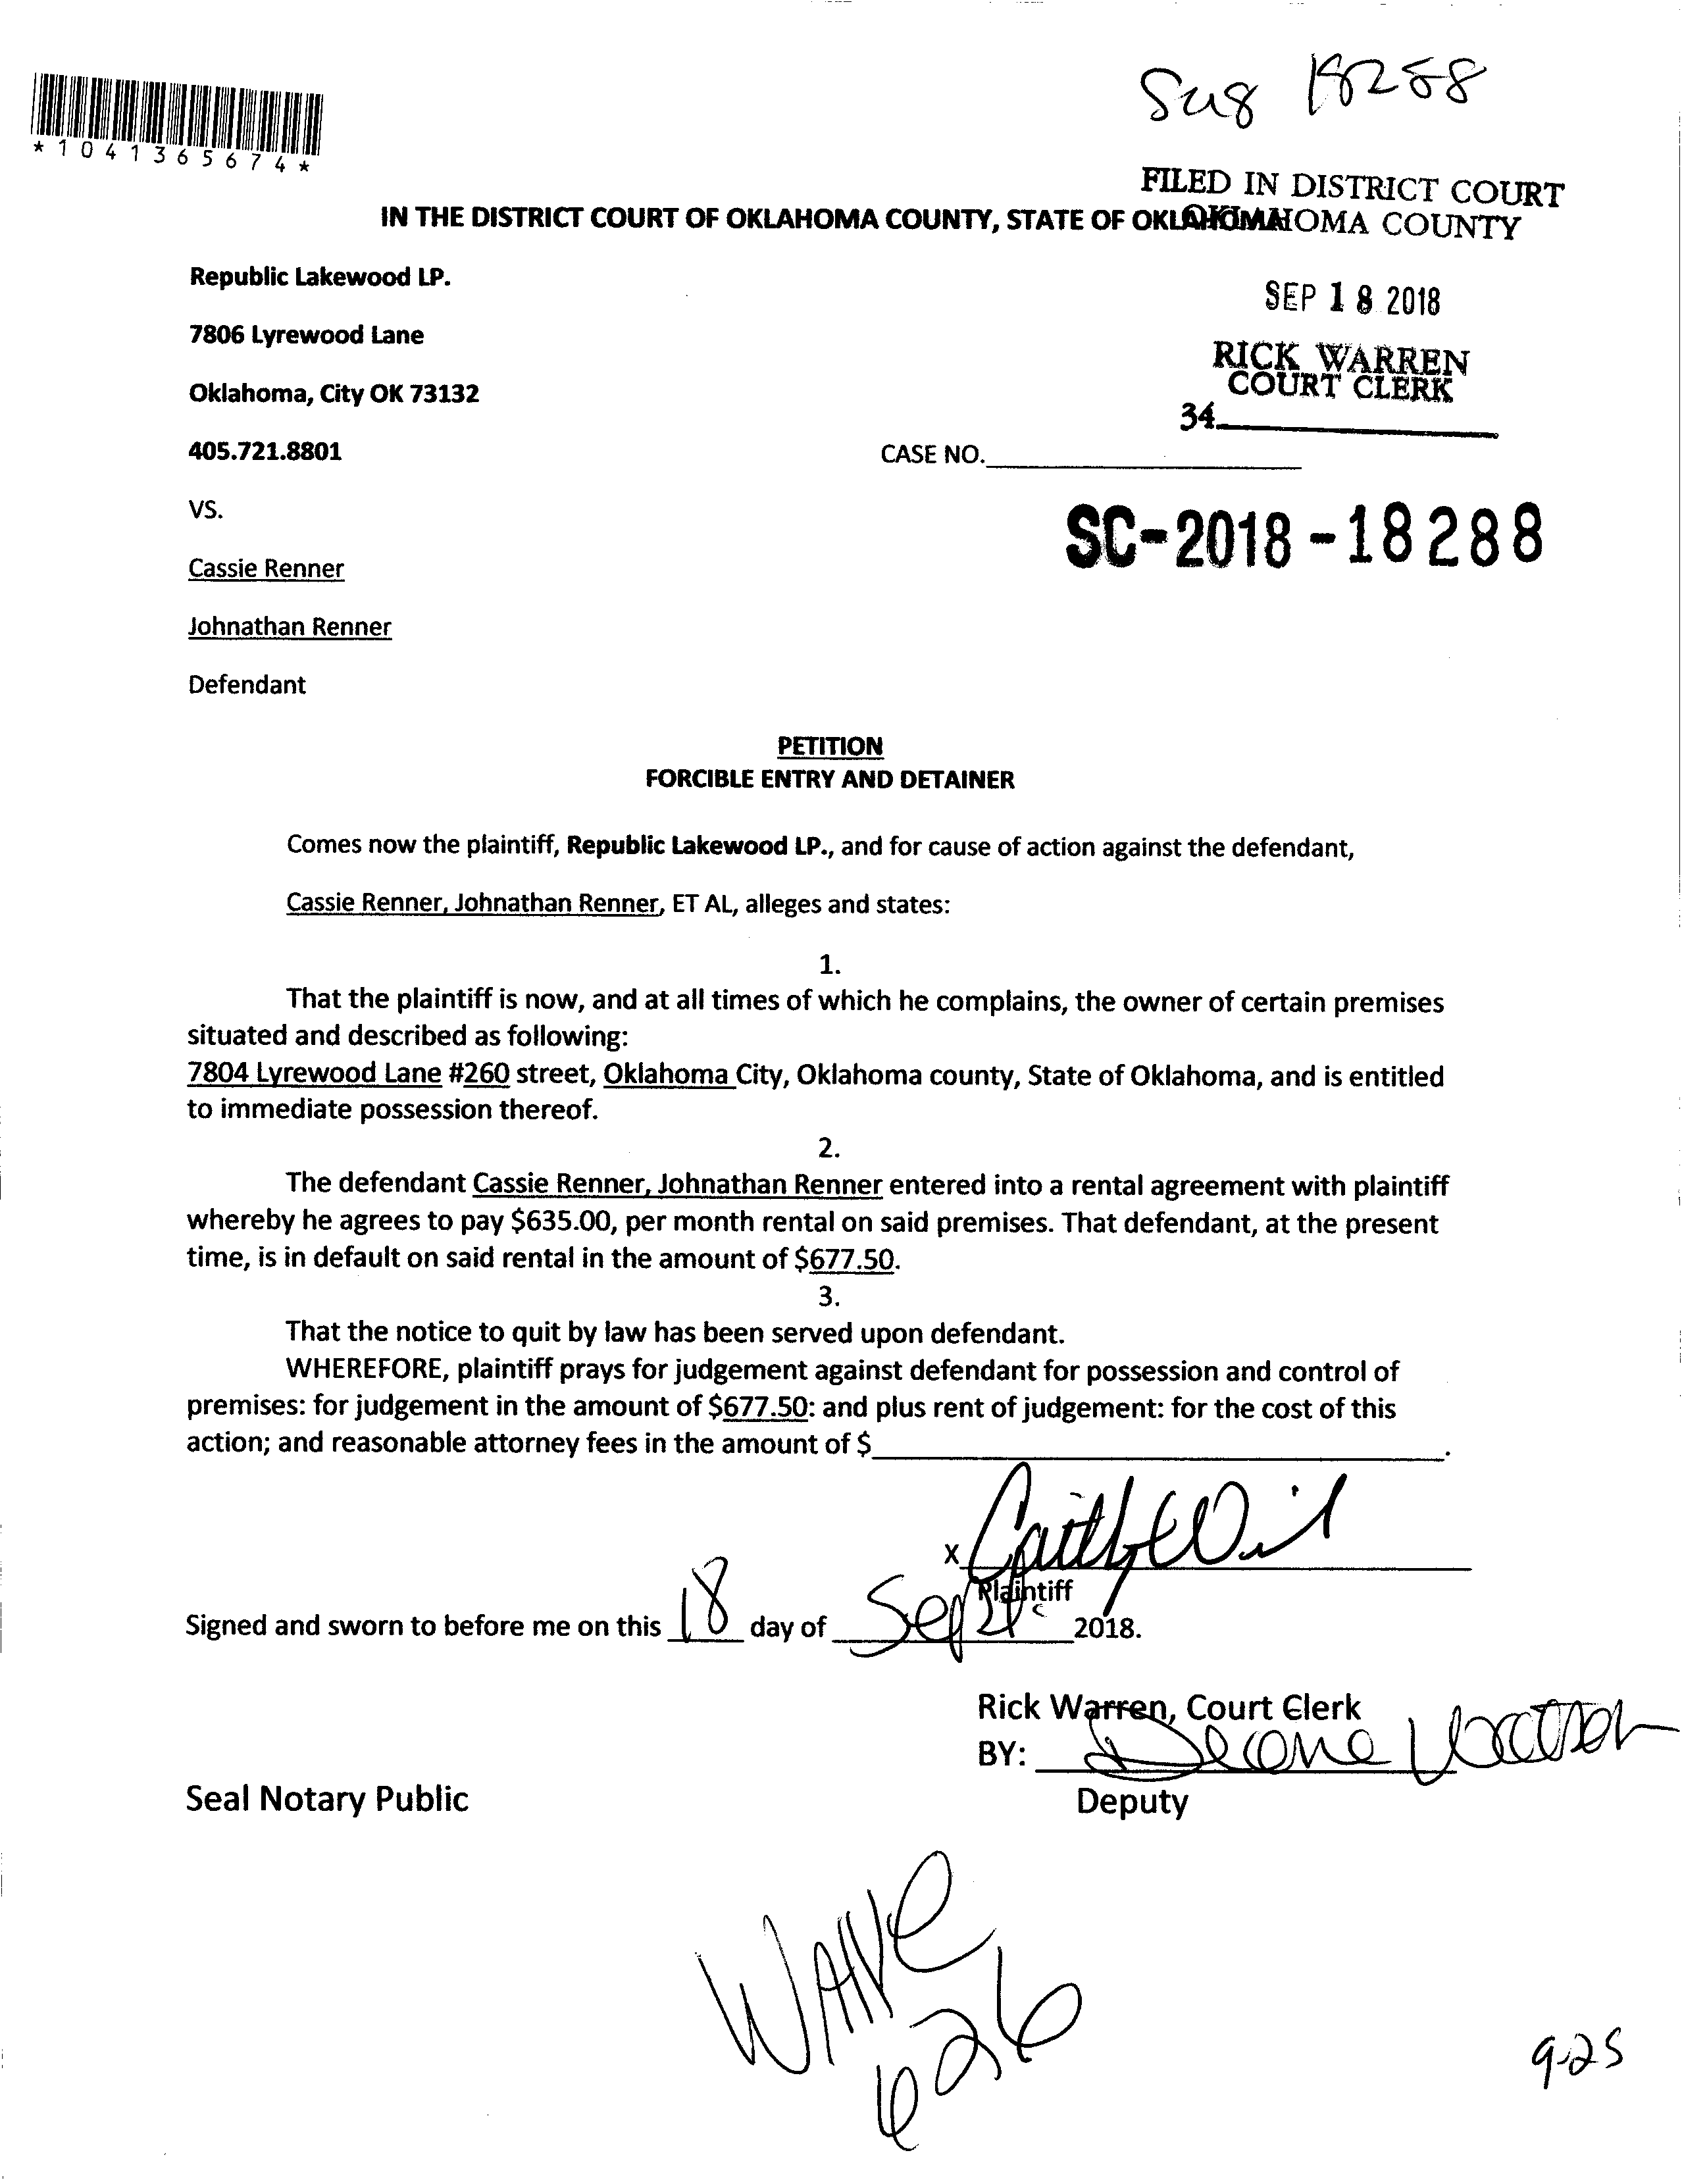 Sug 18288
*1041365674*
FILED IN DISTRICT COURT
OKLAHOMA COUNTY
IN THE DISTRICT COURT OF OKLAHOMA COUNTY, STATE OF OKLAHOMA
Republic Lakewood LP.
SEP 18 2018
7806 Lyrewood Lane
RICK WARREN
COURT CLERK
Oklahoma, City OK 73132
34
405.721.8801
CASE NO.
VS.
SC-2018-18288
Cassie Renner
Johnathan Renner
Defendant
PETITION
FORCIBLE ENTRY AND DETAINER
Comes now the plaintiff, Republic Lakewood LP., and for cause of action against the defendant,
Cassie Renner, Johnathan Renner, ET AL, alleges and states:
1.
That the plaintiff is now, and at all times of which he complains, the owner of certain premises
situated and described as following:
7804 Lyrewood Lane #260 street, Oklahoma City, Oklahoma county, State of Oklahoma, and is entitled
to immediate possession thereof.
2.
The defendant Cassie Renner, Johnathan Renner entered into a rental agreement with plaintiff
whereby he agrees to pay $635.00, per month rental on said premises. That defendant, at the present
time, is in default on said rental in the amount of $677.50.
3.
That the notice to quit by law has been served upon defendant.
WHEREFORE, plaintiff prays for judgement against defendant for possession and control of
premises: for judgement in the amount of $677.50: and plus rent of judgement: for the cost of this
action; and reasonable attorney fees in the amount of $ .
x
Plaintiff
Signed and sworn to before me on this 18 day of Sept 2018.
Rick Warren, Court Clerk
BY:
Seal Notary Public
Deputy
WAIVE
626
9-25